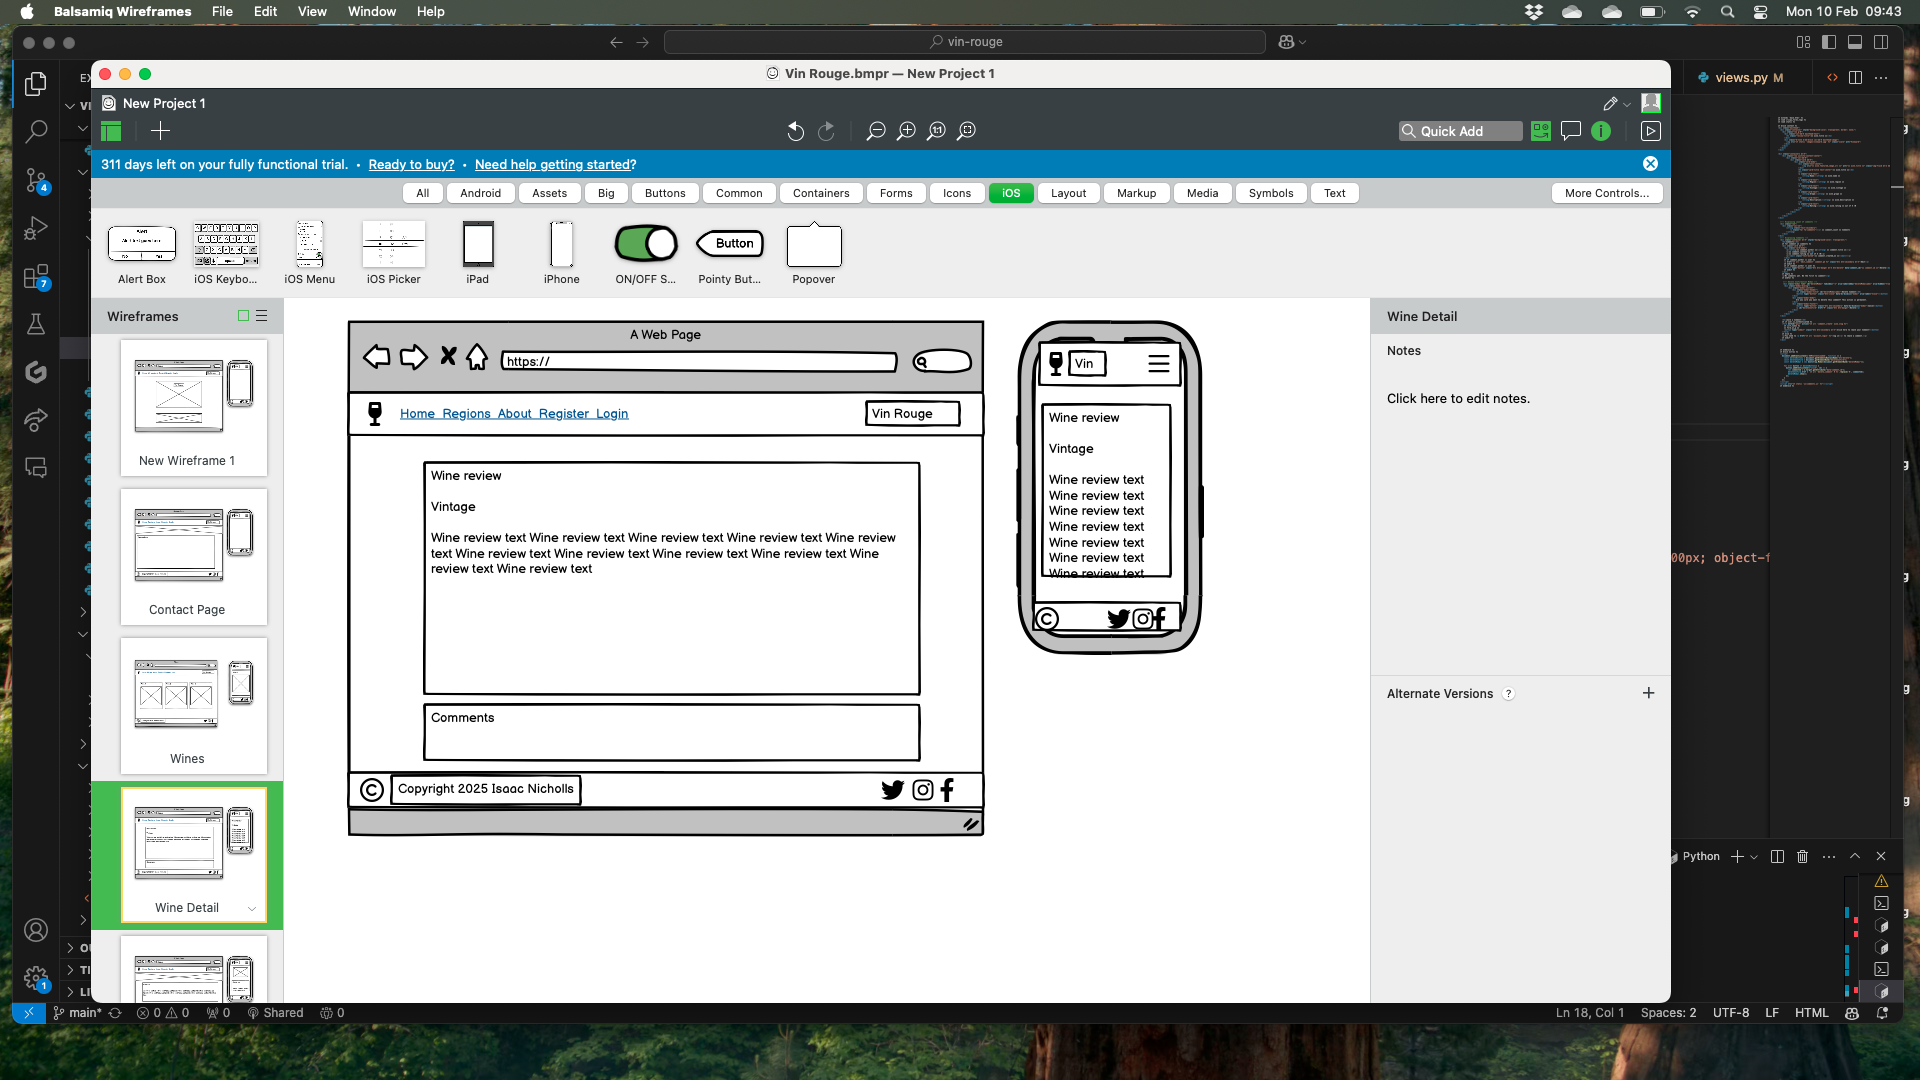 Balsamiq Wireframes File Edit View Window Help
Mon 10 Feb 09:43
vin-rouge
Vin Rouge.bmpr — New Project 1
views.py M
New Project 1
Quick Add
311 days left on your fully functional trial. • Ready to buy? • Need help getting started?
All Android Assets Big Buttons Common Containers Forms Icons iOS Layout Markup Media Symbols Text More Controls...
Button
Alert Box iOS Keybo... iOS Menu iOS Picker iPad iPhone ON/OFF S... Pointy But... Popover
Wireframes
New Wireframe 1
Contact Page
Wines
Wine Detail
A Web Page
https://
Home Regions About Register Login
Vin Rouge
Wine review
Vintage
Wine review text Wine review text Wine review text Wine review text Wine review
text Wine review text Wine review text Wine review text Wine review text Wine
review text Wine review text
Comments
Copyright 2025 Isaac Nicholls
Vin
Wine review
Vintage
Wine review text
Wine review text
Wine review text
Wine review text
Wine review text
Wine review text
Wine review text
Wine Detail
Notes
Click here to edit notes.
Alternate Versions ?
00px; object-f
Python
4
7
1
main* 0 0 0 Shared 0
Ln 18, Col 1 Spaces: 2 UTF-8 LF HTML